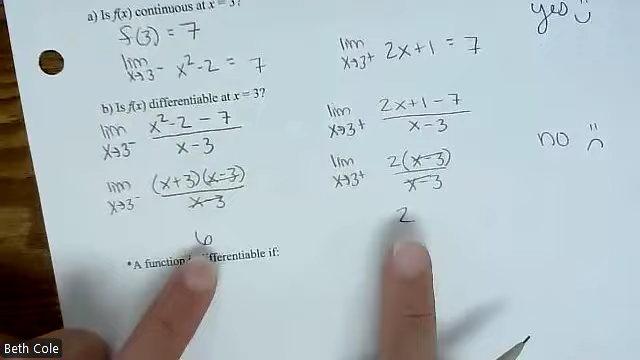 a) Is f(x) continuous at x = 3?
yes
f(3) = 7
lim x→3⁻ x² - 2 = 7
lim x→3⁺ 2x + 1 = 7
b) Is f(x) differentiable at x = 3?
lim x→3⁻ (x² - 2 - 7)/(x - 3)
lim x→3⁺ (2x + 1 - 7)/(x - 3)
no
lim x→3⁻ (x+3)(x-3)/(x-3)
lim x→3⁺ 2(x-3)/(x-3)
6
2
*A function is differentiable if:
Beth Cole